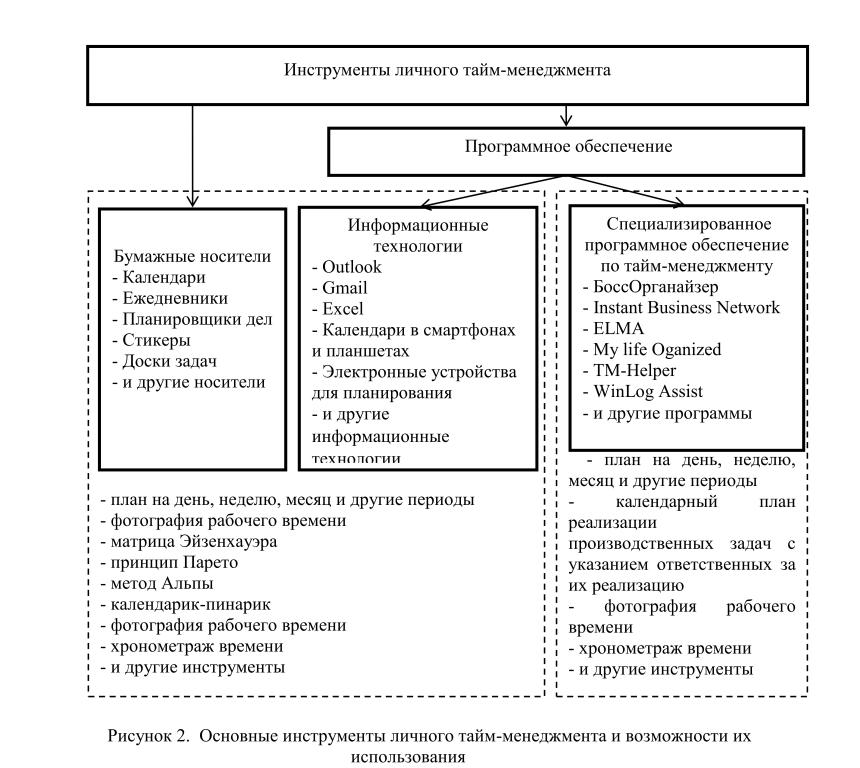 Инструменты личного тайм-менеджмента
Программное обеспечение
Бумажные носители
- Календари
- Ежедневники
- Планировщики дел
- Стикеры
- Доски задач
- и другие носители
Информационные
технологии
- Outlook
- Gmail
- Excel
- Календари в смартфонах
и планшетах
- Электронные устройства
для планирования
- и другие
информационные
технологии
Специализированное
программное обеспечение
по тайм-менеджменту
- БоссОрганайзер
- Instant Business Network
- ELMA
- My life Oganized
- TM-Helper
- WinLog Assist
- и другие программы
- план на день, неделю, месяц и другие периоды
- фотография рабочего времени
- матрица Эйзенхауэра
- принцип Парето
- метод Альпы
- календарик-пинарик
- фотография рабочего времени
- хронометраж времени
- и другие инструменты
- план на день, неделю,
месяц и другие периоды
- календарный план
реализации
производственных задач с
указанием ответственных за
их реализацию
- фотография рабочего
времени
- хронометраж времени
- и другие инструменты
Рисунок 2. Основные инструменты личного тайм-менеджмента и возможности их
использования